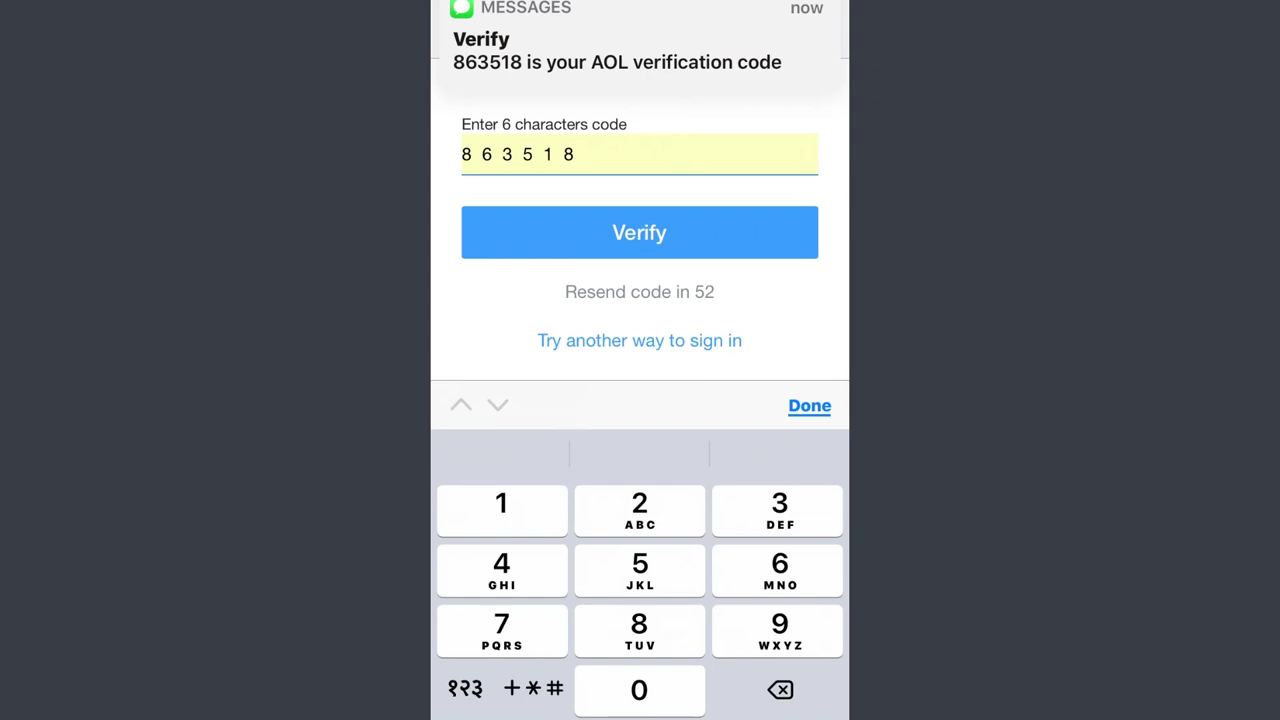 MESSAGES now
Verify
863518 is your AOL verification code
Enter 6 characters code
8 6 3 5 1 8
Verify
Resend code in 52
Try another way to sign in
Done
1 2 3
ABC DEF
4 5 6
GHI JKL MNO
7 8 9
PQRS TUV WXYZ
१२३ +*# 0